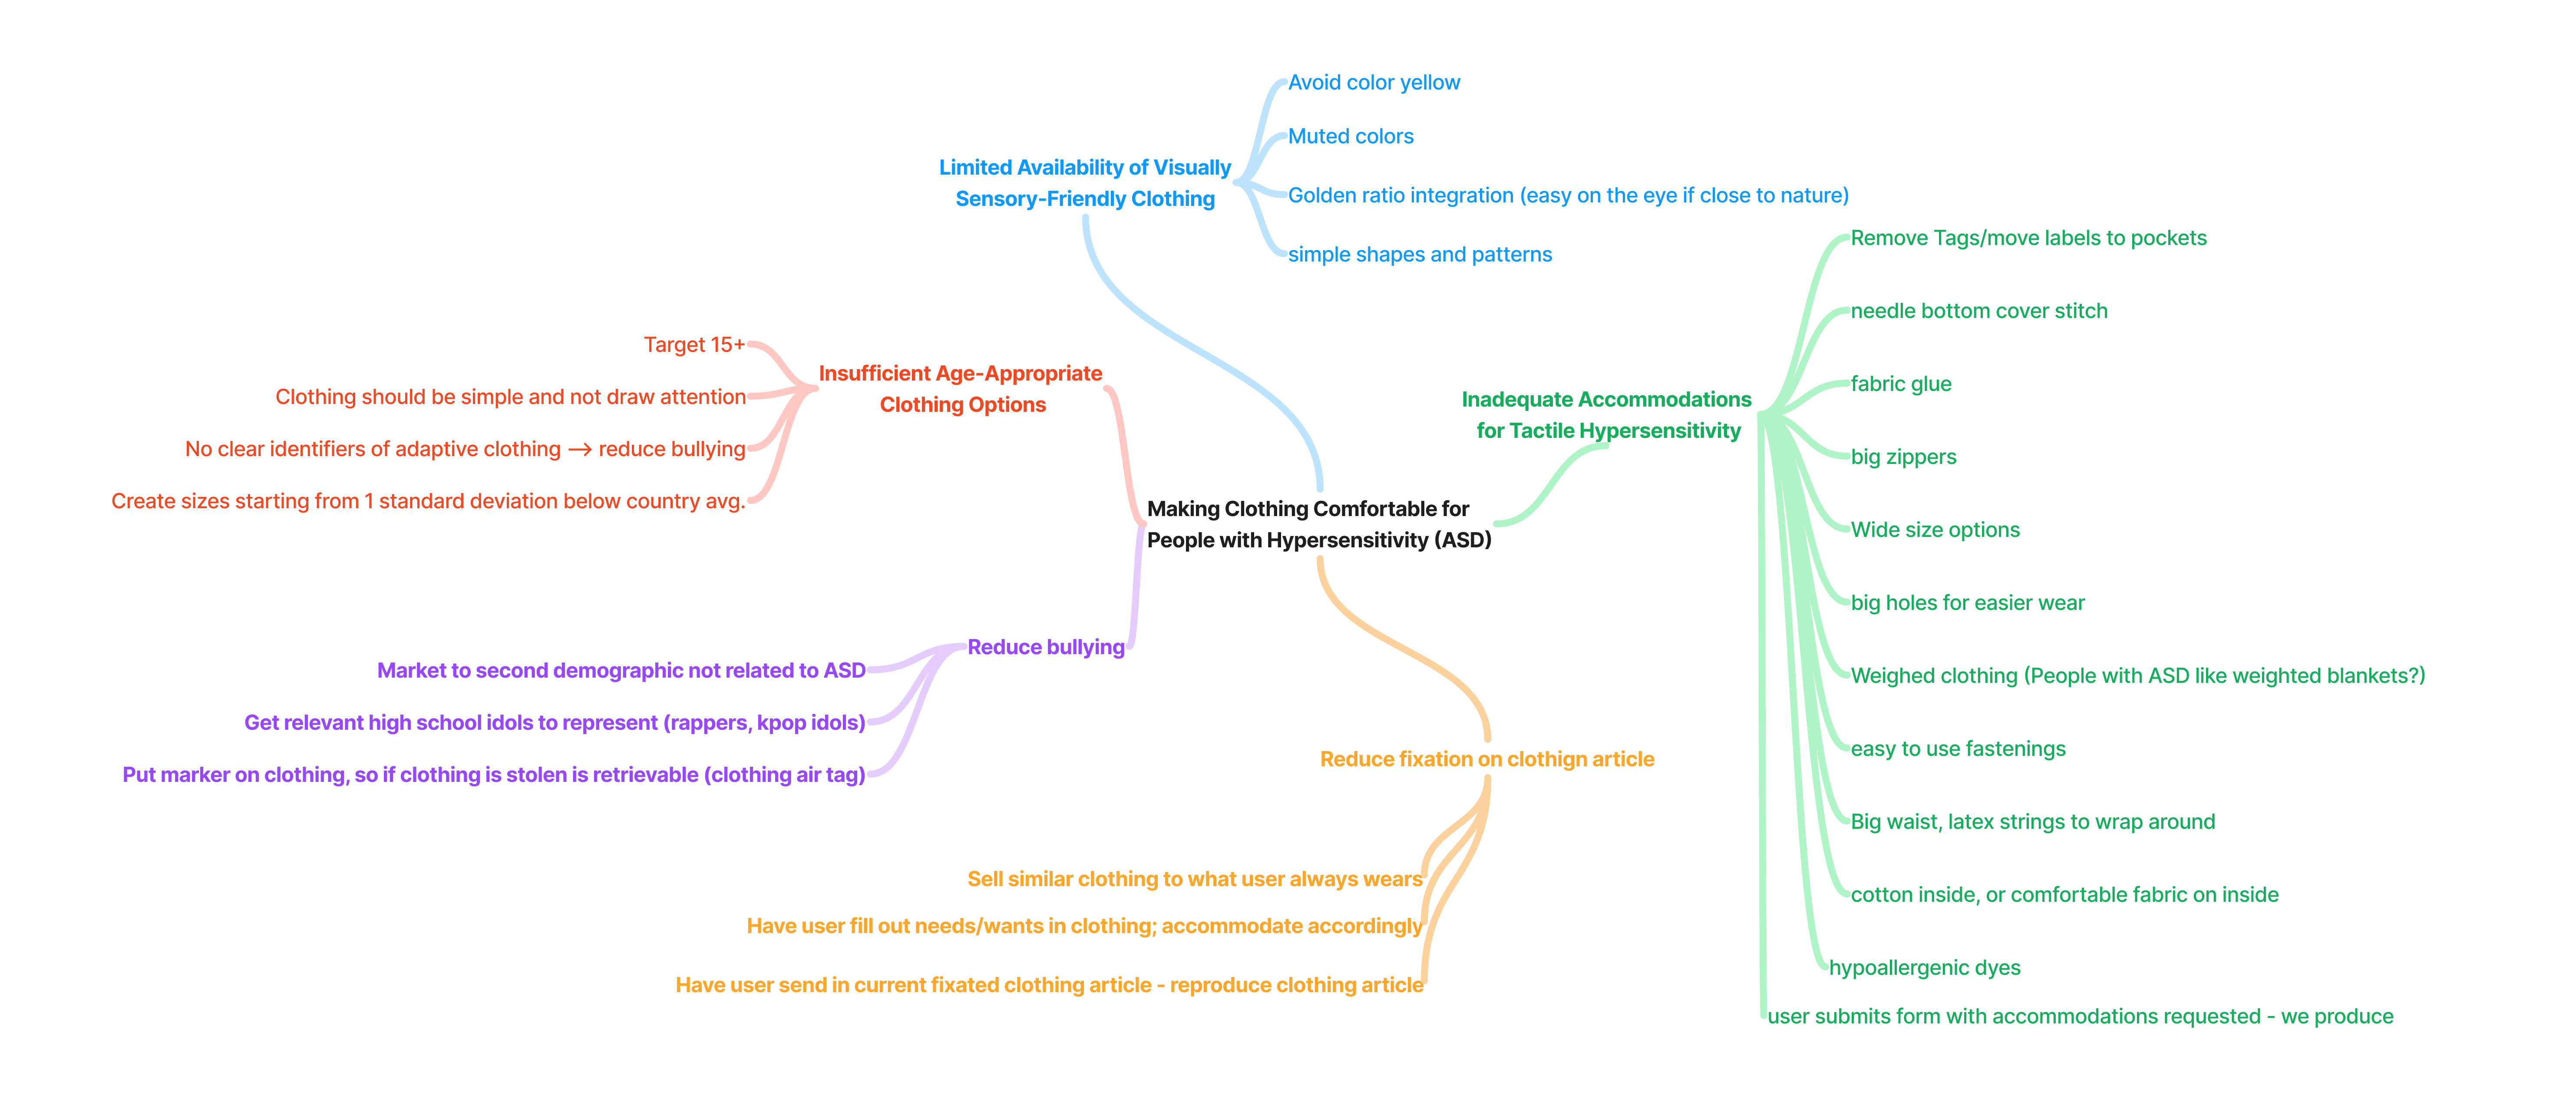 Avoid color yellow
Muted colors
Limited Availability of Visually
Sensory-Friendly Clothing
Golden ratio integration (easy on the eye if close to nature)
simple shapes and patterns
Remove Tags/move labels to pockets
needle bottom cover stitch
fabric glue
Inadequate Accommodations
for Tactile Hypersensitivity
big zippers
Wide size options
big holes for easier wear
Weighed clothing (People with ASD like weighted blankets?)
easy to use fastenings
Big waist, latex strings to wrap around
cotton inside, or comfortable fabric on inside
hypoallergenic dyes
user submits form with accommodations requested - we produce
Target 15+
Insufficient Age-Appropriate
Clothing Options
Clothing should be simple and not draw attention
No clear identifiers of adaptive clothing → reduce bullying
Create sizes starting from 1 standard deviation below country avg.
Making Clothing Comfortable for
People with Hypersensitivity (ASD)
Reduce bullying
Market to second demographic not related to ASD
Get relevant high school idols to represent (rappers, kpop idols)
Put marker on clothing, so if clothing is stolen is retrievable (clothing air tag)
Reduce fixation on clothign article
Sell similar clothing to what user always wears
Have user fill out needs/wants in clothing; accommodate accordingly
Have user send in current fixated clothing article - reproduce clothing article